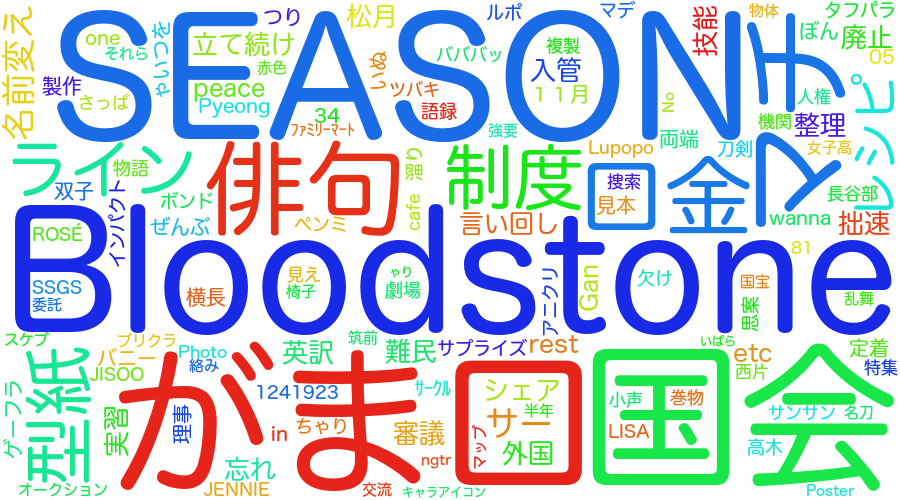 名前変え
one
それら
ゃいつを
つり
松月
ルポ
マデ
技能
物体
タフパラ
ぼん
廃止
05
SEASON
立て続け
赤色
いぬ
バババッ
複製
入管
製作
さっぱ
peace
Pyeong
ツバキ
語録
11月
No
機関
人権
整理
34
ファミリーマート
強要
両端
レシピ
チマ
ライン
物語
俳句
溜り
制度
Lupopo
刀剣
女子高
双子
インパクト
ボンド
捜索
見本
ロ
金
長谷部
ぜんぶ
ペンミ
cafe
言い回し
wanna
拙速
Bloodstone
ROSÉ
81
SSGS
委託
横長
見え
椅子
ゃり
劇場
アニクリ
Gan
欠け
国宝
思案
乱舞
スケブ
プリクラ
バニー
JISOO
Photo
絡み
英訳
筑前
難民
サプライズ
rest
いばら
etc
西片
定着
特集
ゲーフラ
型紙
実習
がま
1241923
サークル
シェア
サー
半年
小声
巻物
サンサン
名刀
理事
in
ちゃり
審議
マップ
外国
LISA
高木
国会
ロ
忘れ
ngtr
オークション
JENNIE
交流
キャラアイコン
Poster